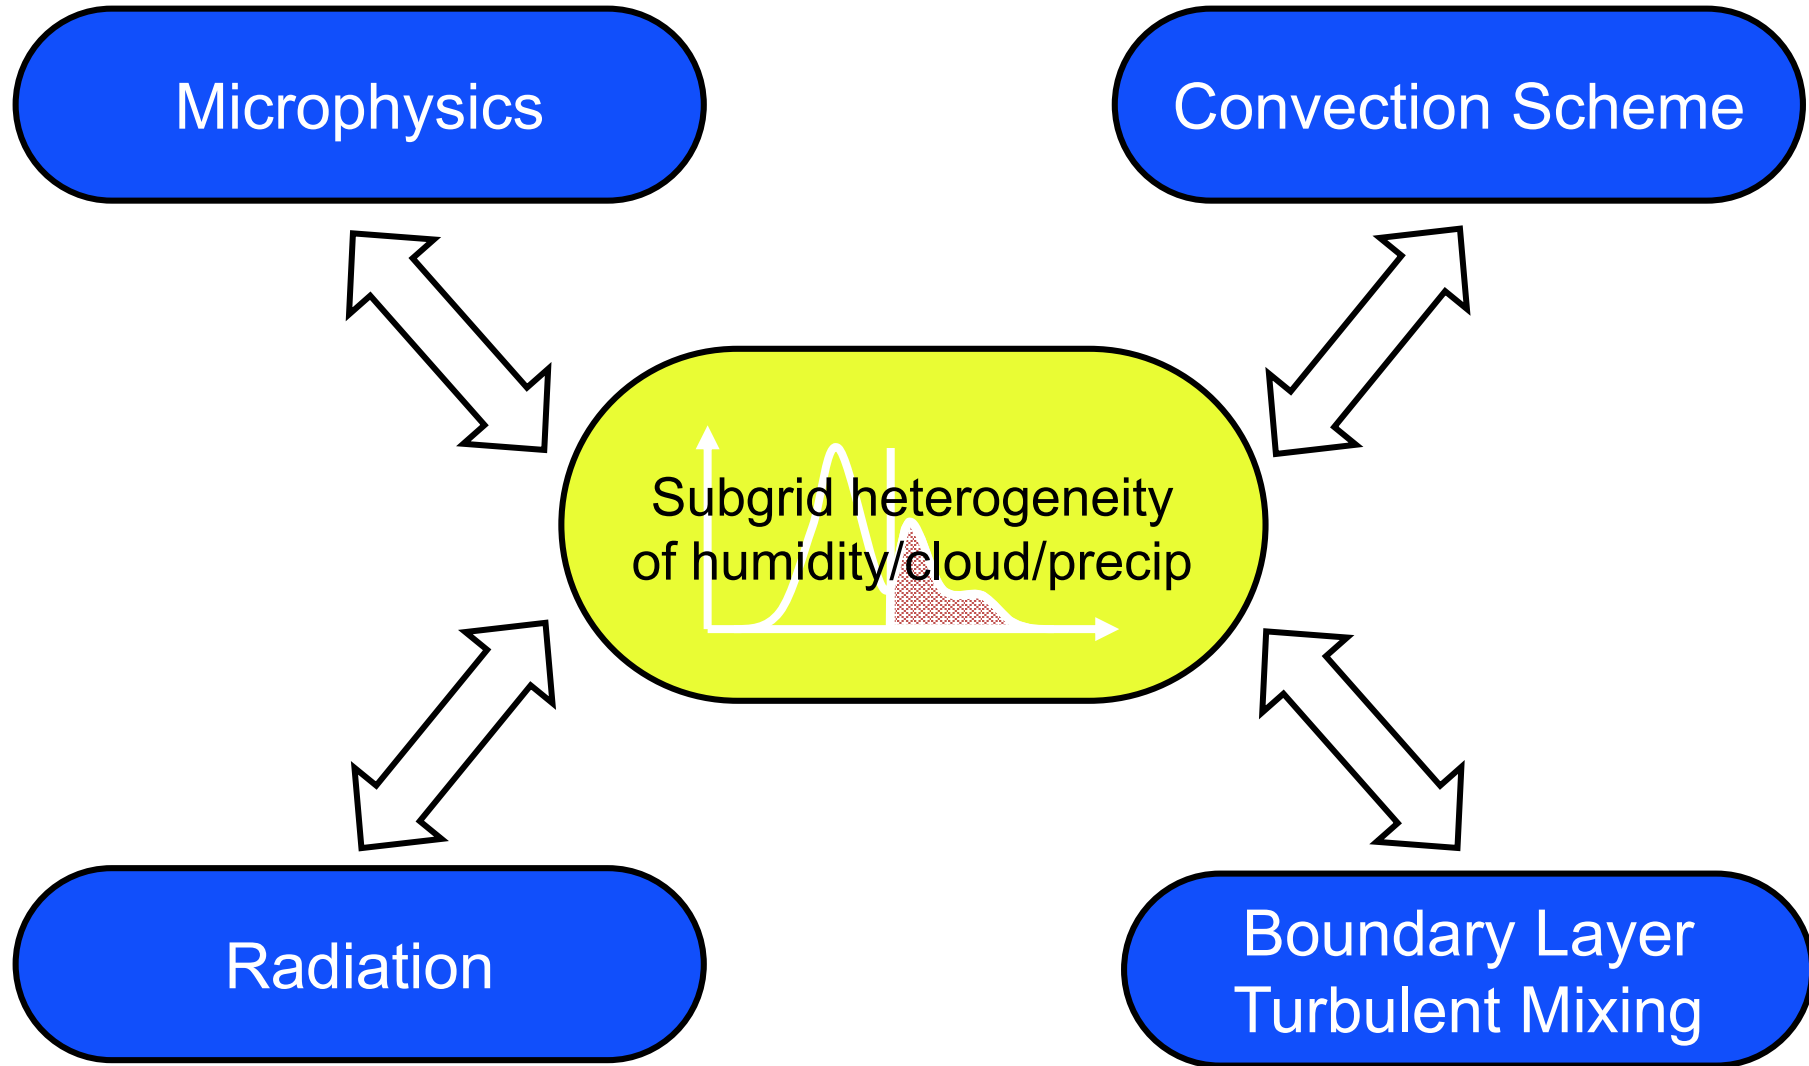 Microphysics
Convection Scheme
Subgrid heterogeneity
of humidity/cloud/precip
Radiation
Boundary Layer
Turbulent Mixing